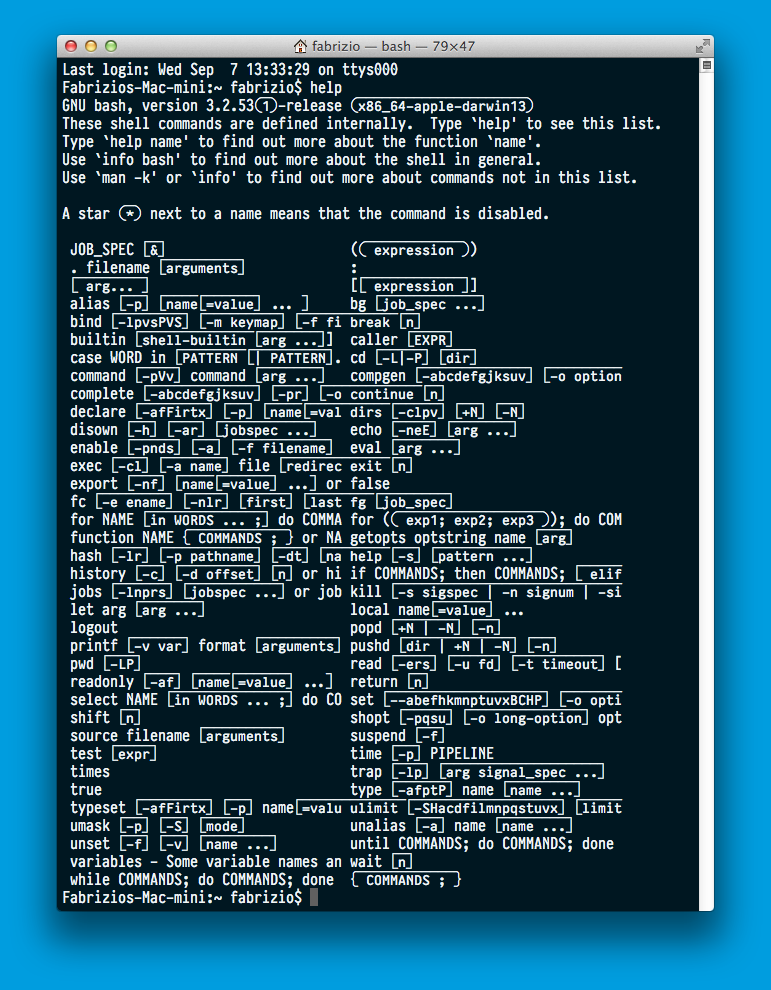 fabrizio — bash — 79×47
Last login: Wed Sep  7 13:33:29 on ttys000
Fabrizios-Mac-mini:~ fabrizio$ help
GNU bash, version 3.2.53(1)-release (x86_64-apple-darwin13)
These shell commands are defined internally.  Type `help' to see this list.
Type `help name' to find out more about the function `name'.
Use `info bash' to find out more about the shell in general.
Use `man -k' or `info' to find out more about commands not in this list.

A star (*) next to a name means that the command is disabled.

 JOB_SPEC [&]                       (( expression ))
 . filename [arguments]             :
 [ arg... ]                         [[ expression ]]
 alias [-p] [name[=value] ... ]     bg [job_spec ...]
 bind [-lpvsPVS] [-m keymap] [-f fi break [n]
 builtin [shell-builtin [arg ...]]  caller [EXPR]
 case WORD in [PATTERN [| PATTERN]. cd [-L|-P] [dir]
 command [-pVv] command [arg ...]   compgen [-abcdefgjksuv] [-o option
 complete [-abcdefgjksuv] [-pr] [-o continue [n]
 declare [-afFirtx] [-p] [name[=val dirs [-clpv] [+N] [-N]
 disown [-h] [-ar] [jobspec ...]    echo [-neE] [arg ...]
 enable [-pnds] [-a] [-f filename]  eval [arg ...]
 exec [-cl] [-a name] file [redirec exit [n]
 export [-nf] [name[=value] ...] or false
 fc [-e ename] [-nlr] [first] [last fg [job_spec]
 for NAME [in WORDS ... ;] do COMMA for (( exp1; exp2; exp3 )); do COM
 function NAME { COMMANDS ; } or NA getopts optstring name [arg]
 hash [-lr] [-p pathname] [-dt] [na help [-s] [pattern ...]
 history [-c] [-d offset] [n] or hi if COMMANDS; then COMMANDS; [ elif
 jobs [-lnprs] [jobspec ...] or job kill [-s sigspec | -n signum | -si
 let arg [arg ...]                  local name[=value] ...
 logout                             popd [+N | -N] [-n]
 printf [-v var] format [arguments] pushd [dir | +N | -N] [-n]
 pwd [-LP]                          read [-ers] [-u fd] [-t timeout] [
 readonly [-af] [name[=value] ...]  return [n]
 select NAME [in WORDS ... ;] do CO set [--abefhkmnptuvxBCHP] [-o opti
 shift [n]                          shopt [-pqsu] [-o long-option] opt
 source filename [arguments]        suspend [-f]
 test [expr]                        time [-p] PIPELINE
 times                              trap [-lp] [arg signal_spec ...]
 true                               type [-afptP] name [name ...]
 typeset [-afFirtx] [-p] name[=valu ulimit [-SHacdfilmnpqstuvx] [limit
 umask [-p] [-S] [mode]             unalias [-a] name [name ...]
 unset [-f] [-v] [name ...]         until COMMANDS; do COMMANDS; done
 variables - Some variable names an wait [n]
 while COMMANDS; do COMMANDS; done  { COMMANDS ; }
Fabrizios-Mac-mini:~ fabrizio$